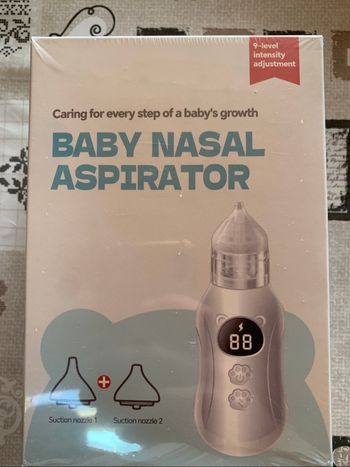 9-level
intensity
adjustment
Caring for every step of a baby's growth
BABY NASAL
ASPIRATOR
88
Suction nozzle 1
Suction nozzle 2